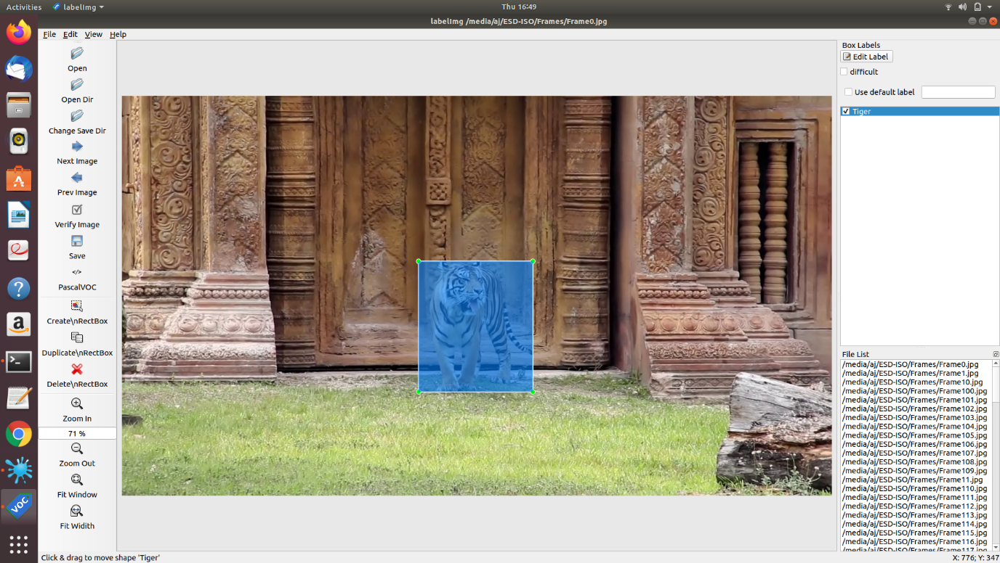 Activities labelImg Thu 16:49
labelImg /media/aj/ESD-ISO/Frames/Frame0.jpg
File Edit View Help
Open
Open Dir
Change Save Dir
Next Image
Prev Image
Verify Image
Save
</>
PascalVOC
Create\nRectBox
Duplicate\nRectBox
Delete\nRectBox
Zoom In
71 %
Zoom Out
Fit Window
Fit Width
VOC
Box Labels
Edit Label
difficult
Use default label
Tiger
File List
/media/aj/ESD-ISO/Frames/Frame0.jpg
/media/aj/ESD-ISO/Frames/Frame1.jpg
/media/aj/ESD-ISO/Frames/Frame10.jpg
/media/aj/ESD-ISO/Frames/Frame100.jpg
/media/aj/ESD-ISO/Frames/Frame101.jpg
/media/aj/ESD-ISO/Frames/Frame102.jpg
/media/aj/ESD-ISO/Frames/Frame103.jpg
/media/aj/ESD-ISO/Frames/Frame104.jpg
/media/aj/ESD-ISO/Frames/Frame105.jpg
/media/aj/ESD-ISO/Frames/Frame106.jpg
/media/aj/ESD-ISO/Frames/Frame107.jpg
/media/aj/ESD-ISO/Frames/Frame108.jpg
/media/aj/ESD-ISO/Frames/Frame109.jpg
/media/aj/ESD-ISO/Frames/Frame11.jpg
/media/aj/ESD-ISO/Frames/Frame110.jpg
/media/aj/ESD-ISO/Frames/Frame111.jpg
/media/aj/ESD-ISO/Frames/Frame112.jpg
/media/aj/ESD-ISO/Frames/Frame113.jpg
/media/aj/ESD-ISO/Frames/Frame114.jpg
/media/aj/ESD-ISO/Frames/Frame115.jpg
/media/aj/ESD-ISO/Frames/Frame116.jpg
/media/aj/ESD-ISO/Frames/Frame117.jpg
Click & drag to move shape 'Tiger' X: 776; Y: 347